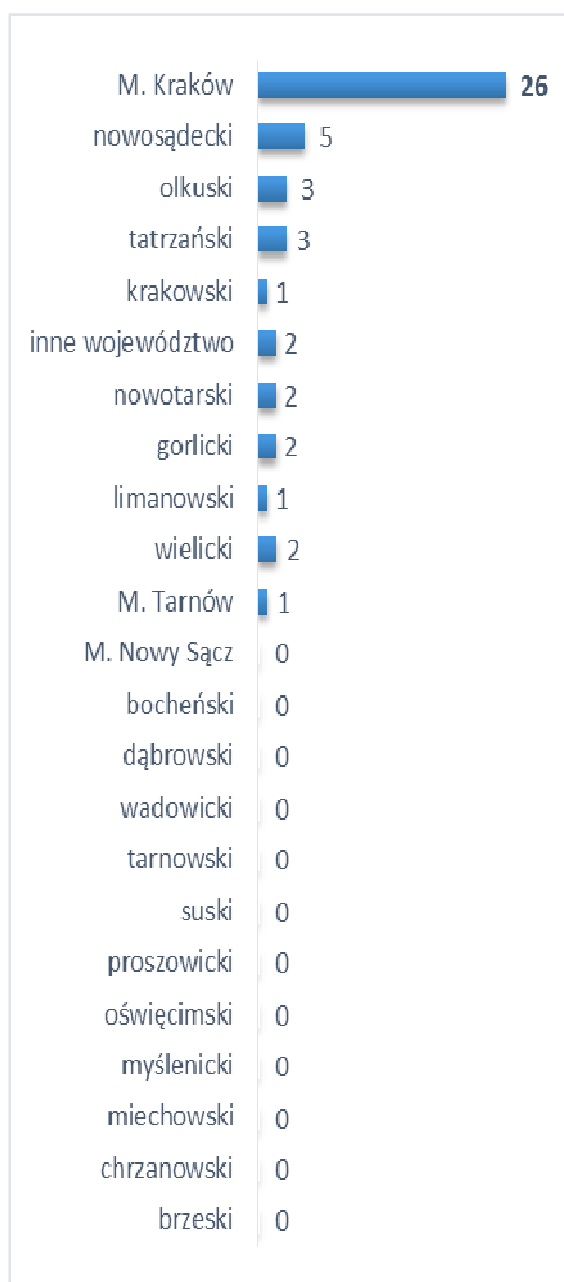 M. Kraków 26
nowosądecki 5
olkuski 3
tatrzański 3
krakowski 1
inne województwo 2
nowotarski 2
gorlicki 2
limanowski 1
wielicki 2
M. Tarnów 1
M. Nowy Sącz 0
bocheński 0
dąbrowski 0
wadowicki 0
tarnowski 0
suski 0
proszowicki 0
oświęcimski 0
myślenicki 0
miechowski 0
chrzanowski 0
brzeski 0